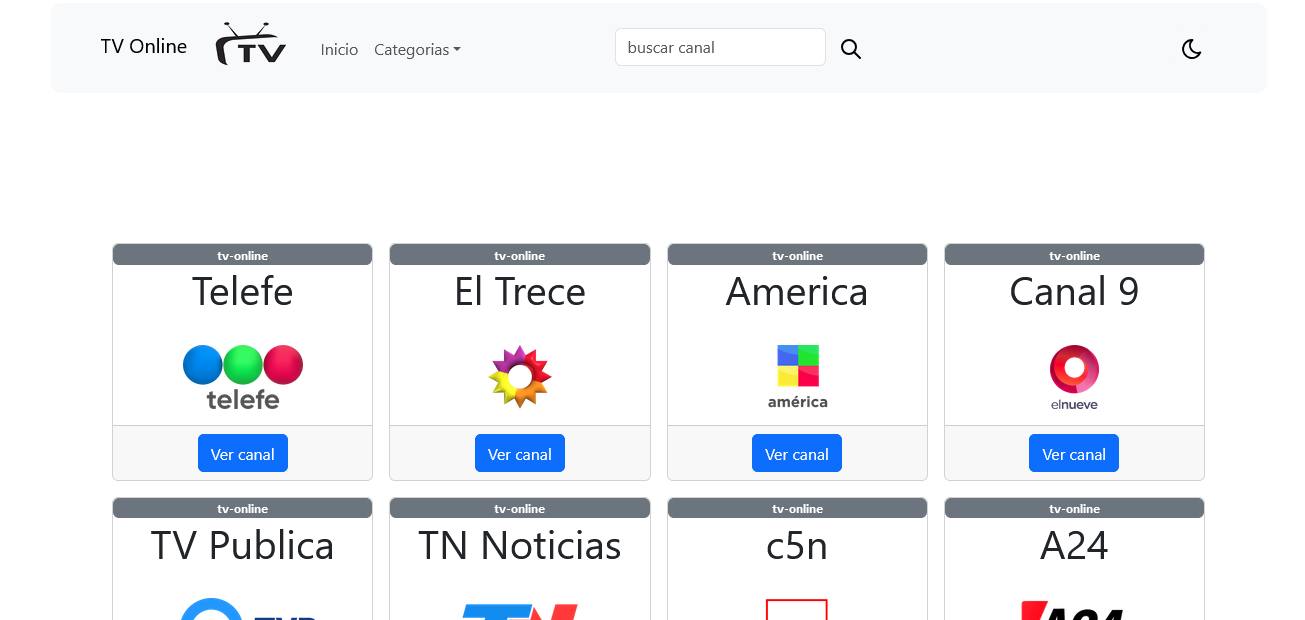 TV Online
TV
Inicio
Categorias
buscar canal
tv-online
Telefe
telefe
Ver canal
tv-online
El Trece
Ver canal
tv-online
America
américa
Ver canal
tv-online
Canal 9
elnueve
Ver canal
tv-online
TV Publica
tv-online
TN Noticias
tv-online
c5n
tv-online
A24
A24